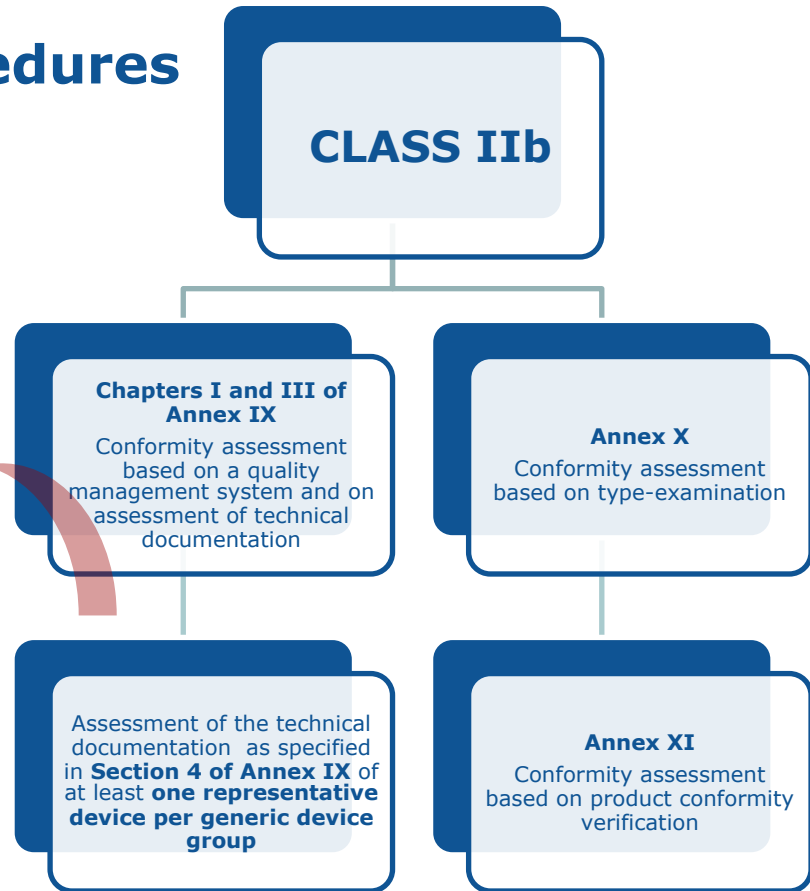 edures
CLASS IIb
Chapters I and III of
Annex IX
Conformity assessment
based on a quality
management system and on
assessment of technical
documentation
Annex X
Conformity assessment
based on type-examination
Assessment of the technical
documentation as specified
in Section 4 of Annex IX of
at least one representative
device per generic device
group
Annex XI
Conformity assessment
based on product conformity
verification